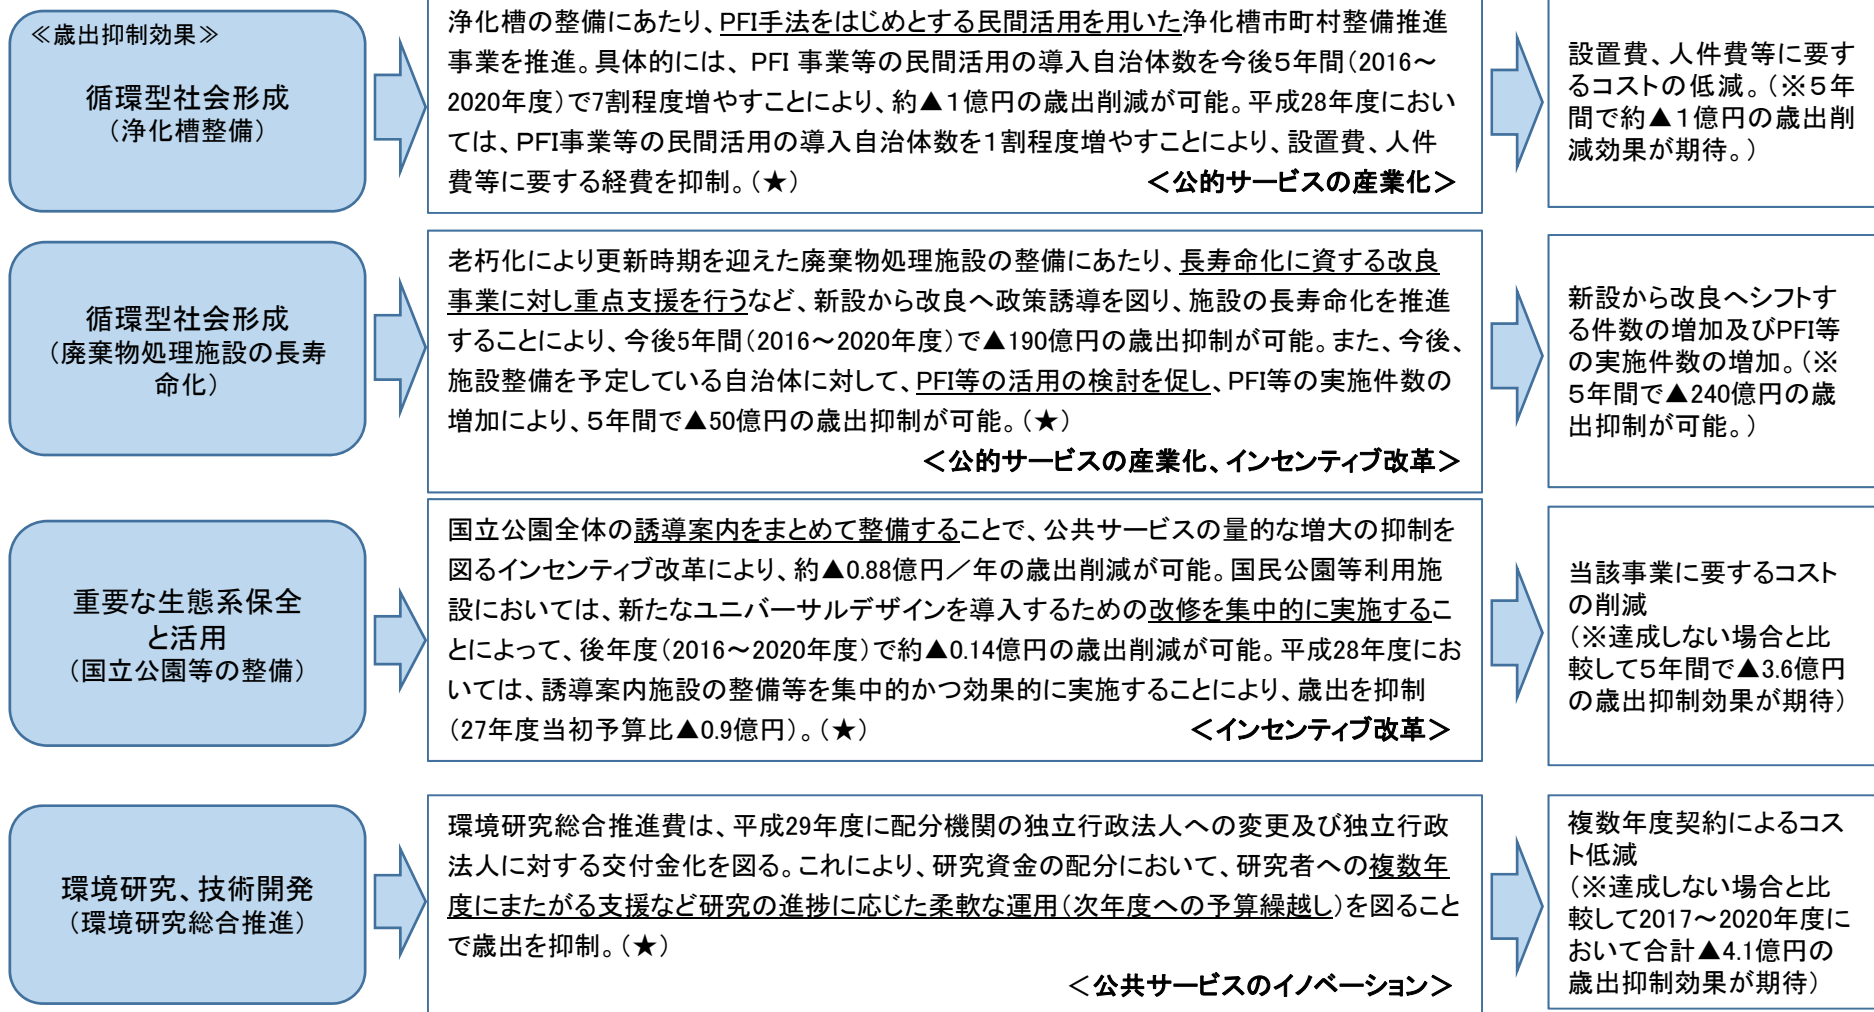 ≪歳出抑制効果≫
循環型社会形成
（浄化槽整備）
浄化槽の整備にあたり、PFI手法をはじめとする民間活用を用いた浄化槽市町村整備推進
事業を推進。具体的には、 PFI 事業等の民間活用の導入自治体数を今後５年間（2016～
2020年度）で7割程度増やすことにより、約▲１億円の歳出削減が可能。平成28年度におい
ては、PFI事業等の民間活用の導入自治体数を１割程度増やすことにより、設置費、人件
費等に要する経費を抑制。（★）　＜公的サービスの産業化＞
設置費、人件費等に要す
るコストの低減。（※５年
間で約▲１億円の歳出削
減効果が期待。）
循環型社会形成
（廃棄物処理施設の長寿
命化）
老朽化により更新時期を迎えた廃棄物処理施設の整備にあたり、長寿命化に資する改良
事業に対し重点支援を行うなど、新設から改良へ政策誘導を図り、施設の長寿命化を推進
することにより、今後5年間（2016～2020年度）で▲190億円の歳出抑制が可能。また、今後、
施設整備を予定している自治体に対して、PFI等の活用の検討を促し、PFI等の実施件数の
増加により、５年間で▲50億円の歳出抑制が可能。（★）
＜公的サービスの産業化、インセンティブ改革＞
新設から改良へシフトす
る件数の増加及びPFI等
の実施件数の増加。（※
５年間で▲240億円の歳
出抑制が可能。）
重要な生態系保全
と活用
（国立公園等の整備）
国立公園全体の誘導案内をまとめて整備することで、公共サービスの量的な増大の抑制を
図るインセンティブ改革により、約▲0.88億円／年の歳出削減が可能。国民公園等利用施
設においては、新たなユニバーサルデザインを導入するための改修を集中的に実施するこ
とによって、後年度（2016～2020年度）で約▲0.14億円の歳出削減が可能。平成28年度にお
いては、誘導案内施設の整備等を集中的かつ効果的に実施することにより、歳出を抑制
（27年度当初予算比▲0.9億円）。（★）　＜インセンティブ改革＞
当該事業に要するコスト
の削減
（※達成しない場合と比
較して５年間で▲3.6億円
の歳出抑制効果が期待）
環境研究、技術開発
（環境研究総合推進）
環境研究総合推進費は、平成29年度に配分機関の独立行政法人への変更及び独立行政
法人に対する交付金化を図る。これにより、研究資金の配分において、研究者への複数年
度にまたがる支援など研究の進捗に応じた柔軟な運用（次年度への予算繰越し）を図ること
で歳出を抑制。（★）
＜公共サービスのイノベーション＞
複数年度契約によるコス
ト低減
（※達成しない場合と比
較して2017～2020年度に
おいて合計▲4.1億円の
歳出抑制効果が期待）